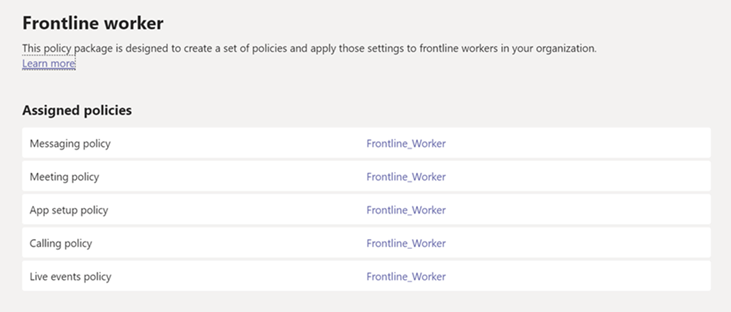 Frontline worker
This policy package is designed to create a set of policies and apply those settings to frontline workers in your organization.
Learn more
Assigned policies
Messaging policy Frontline_Worker
Meeting policy Frontline_Worker
App setup policy Frontline_Worker
Calling policy Frontline_Worker
Live events policy Frontline_Worker